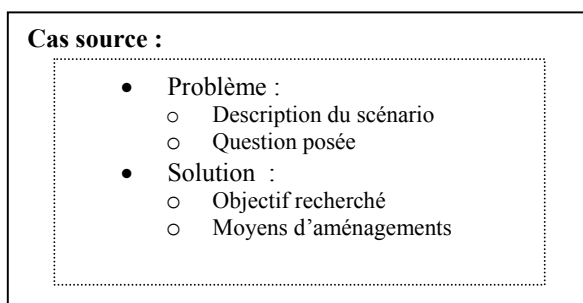 Cas source :
• Problème :
o Description du scénario
o Question posée
• Solution :
o Objectif recherché
o Moyens d’aménagements